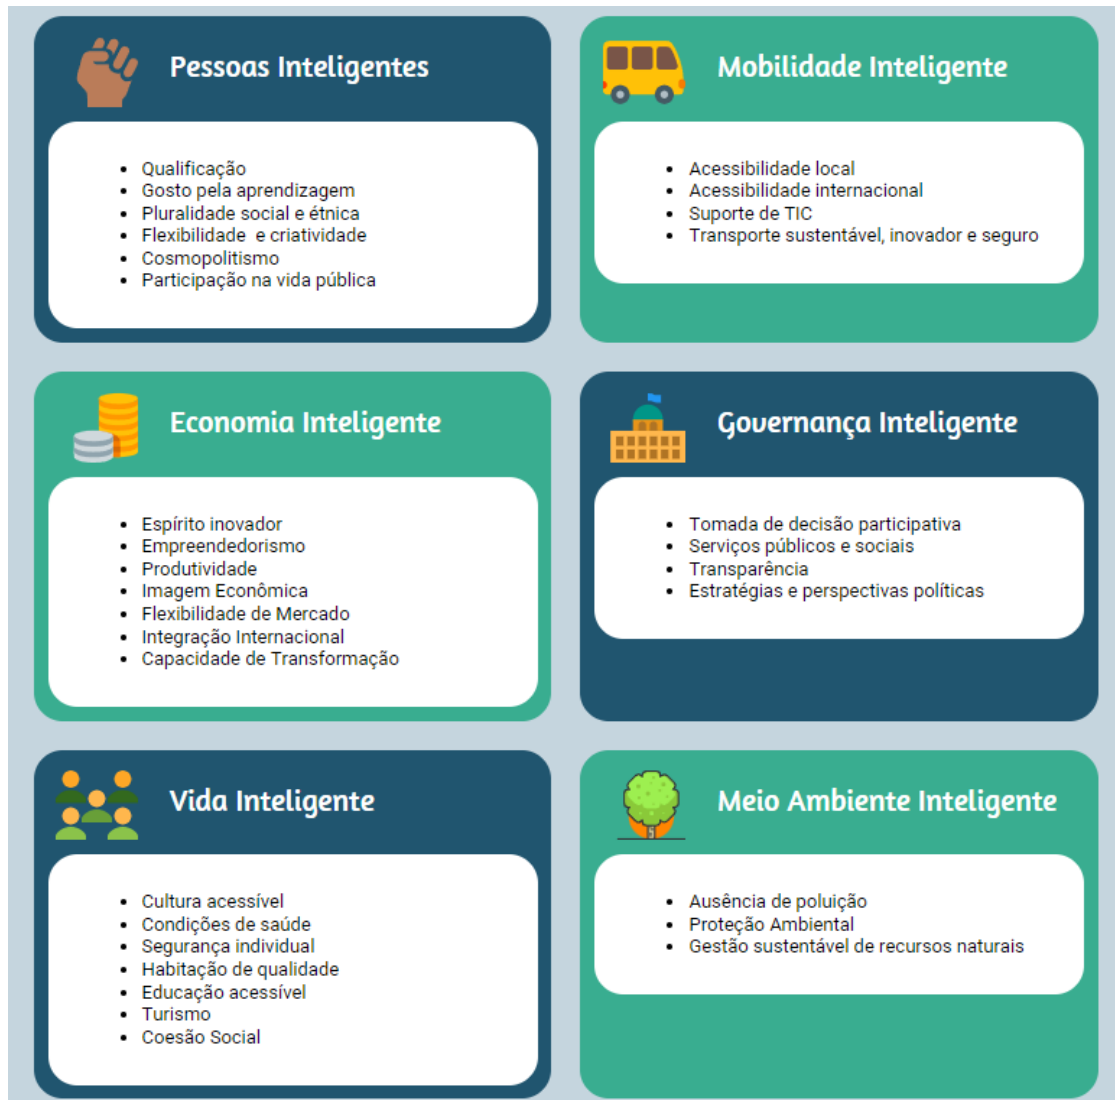 Pessoas Inteligentes
Qualificação
Gosto pela aprendizagem
Pluralidade social e étnica
Flexibilidade  e criatividade
Cosmopolitismo
Participação na vida pública
Mobilidade Inteligente
Acessibilidade local
Acessibilidade internacional
Suporte de TIC
Transporte sustentável, inovador e seguro
Economia Inteligente
Espírito inovador
Empreendedorismo
Produtividade
Imagem Econômica
Flexibilidade de Mercado
Integração Internacional
Capacidade de Transformação
Governança Inteligente
Tomada de decisão participativa
Serviços públicos e sociais
Transparência
Estratégias e perspectivas políticas
Vida Inteligente
Cultura acessível
Condições de saúde
Segurança individual
Habitação de qualidade
Educação acessível
Turismo
Coesão Social
Meio Ambiente Inteligente
Ausência de poluição
Proteção Ambiental
Gestão sustentável de recursos naturais